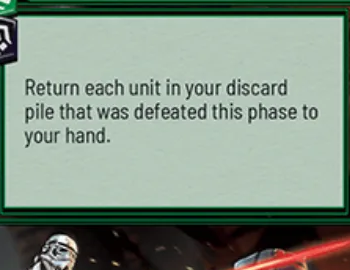 Return each unit in your discard
pile that was defeated this phase to
your hand.